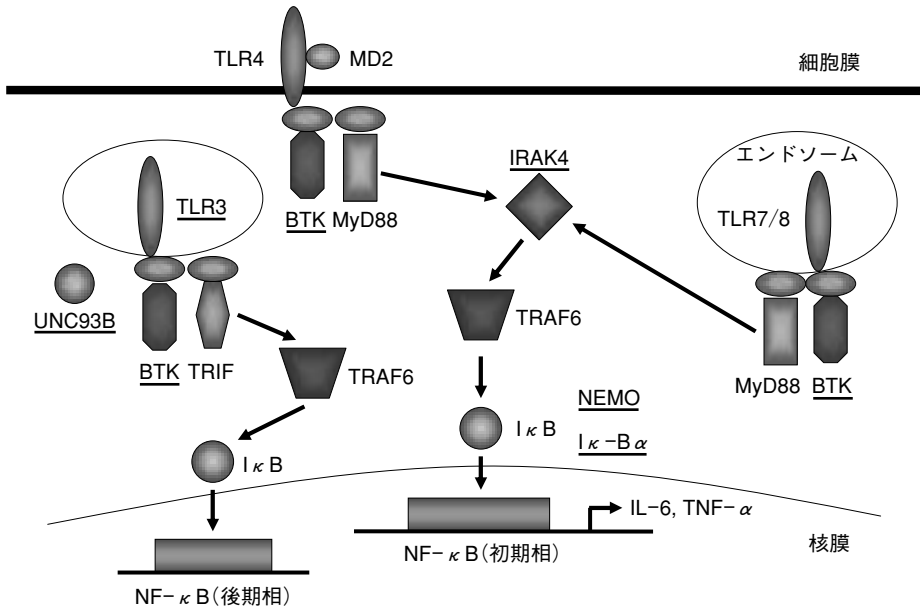 TLR4
MD2
細胞膜
IRAK4
エンドソーム
TLR3
TLR7/8
BTK
MyD88
UNC93B
TRAF6
BTK
TRIF
TRAF6
MyD88
BTK
NEMO
IκB
Iκ-Bα
IκB
IL-6, TNF-α
NF-κB(初期相)
核膜
NF-κB(後期相)